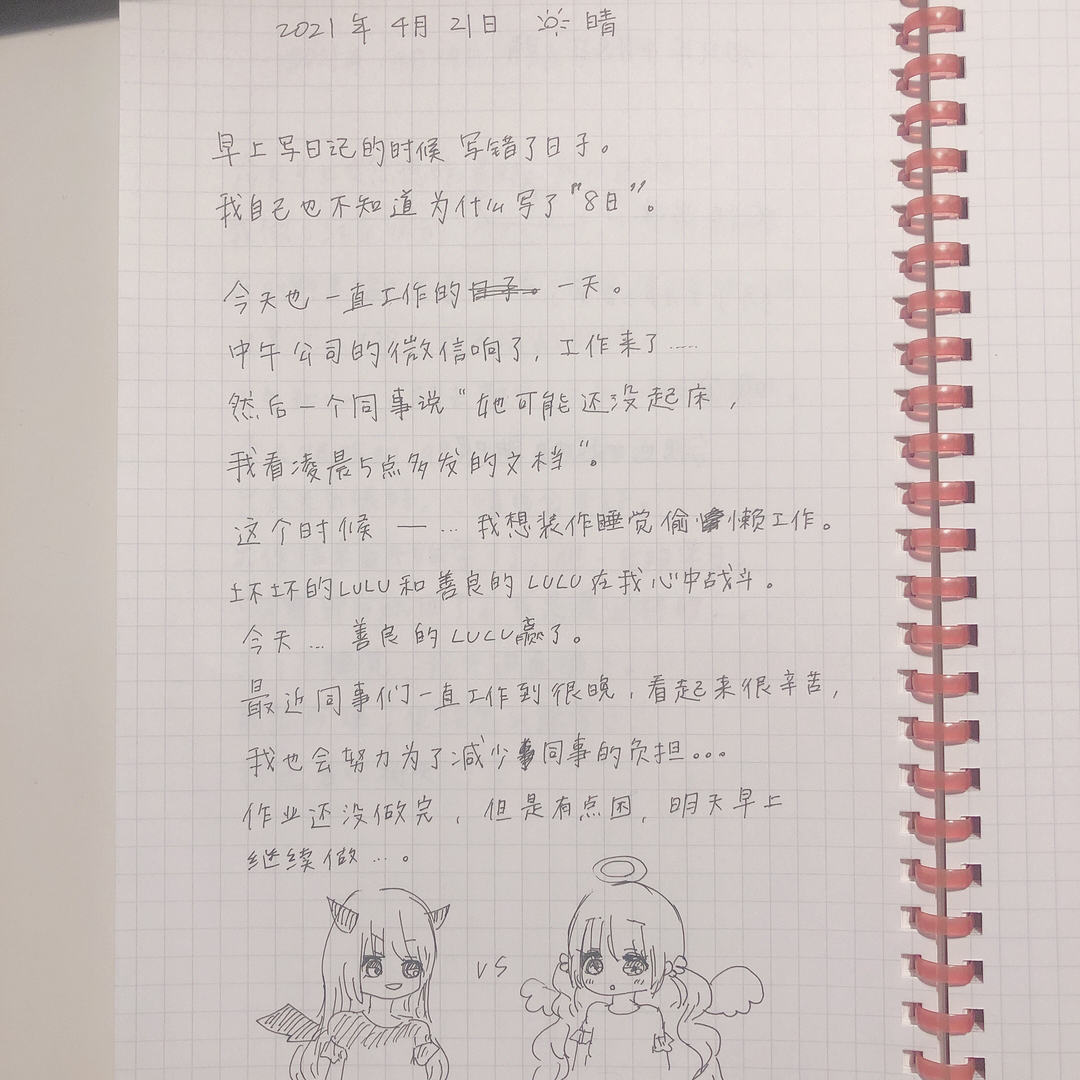 2021年 4月 21日 晴
早上写日记的时候 写错了日子。
我自己也不知道为什么写了"8日"。
今天也一直工作的日子。一天。
中午公司的微信响了,工作来了……
然后一个同事说"她可能还没起床,
我看凌晨5点多发的文档"。
这个时候 一… 我想装作睡觉偷懒工作。
坏坏的LULU和善良的LULU在我心中战斗。
今天… 善良的LULU赢了。
最近同事们一直工作到很晚,看起来很辛苦,
我也会努力为了减少同事的负担。。。
作业还没做完,但是有点困,明天早上
继续做…。
VS